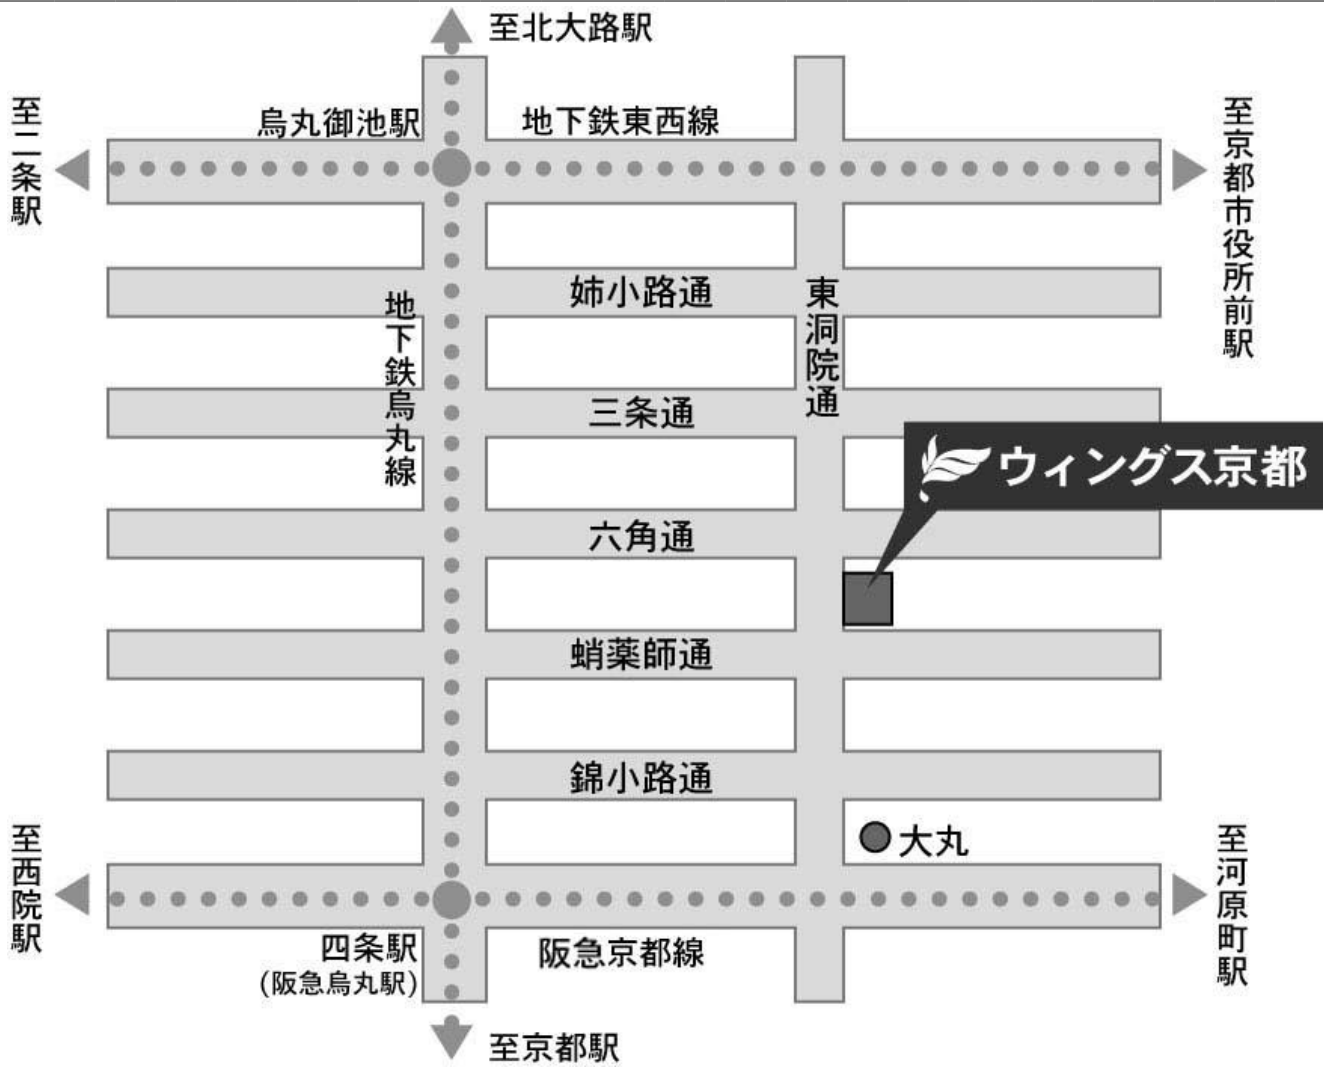 至北大路駅
烏丸御池駅
地下鉄東西線
至二条駅
至京都市役所前駅
姉小路通
東洞院通
地下鉄烏丸線
三条通
ウィングス京都
六角通
蛸薬師通
錦小路通
大丸
至西院駅
至河原町駅
四条駅
(阪急烏丸駅)
阪急京都線
至京都駅